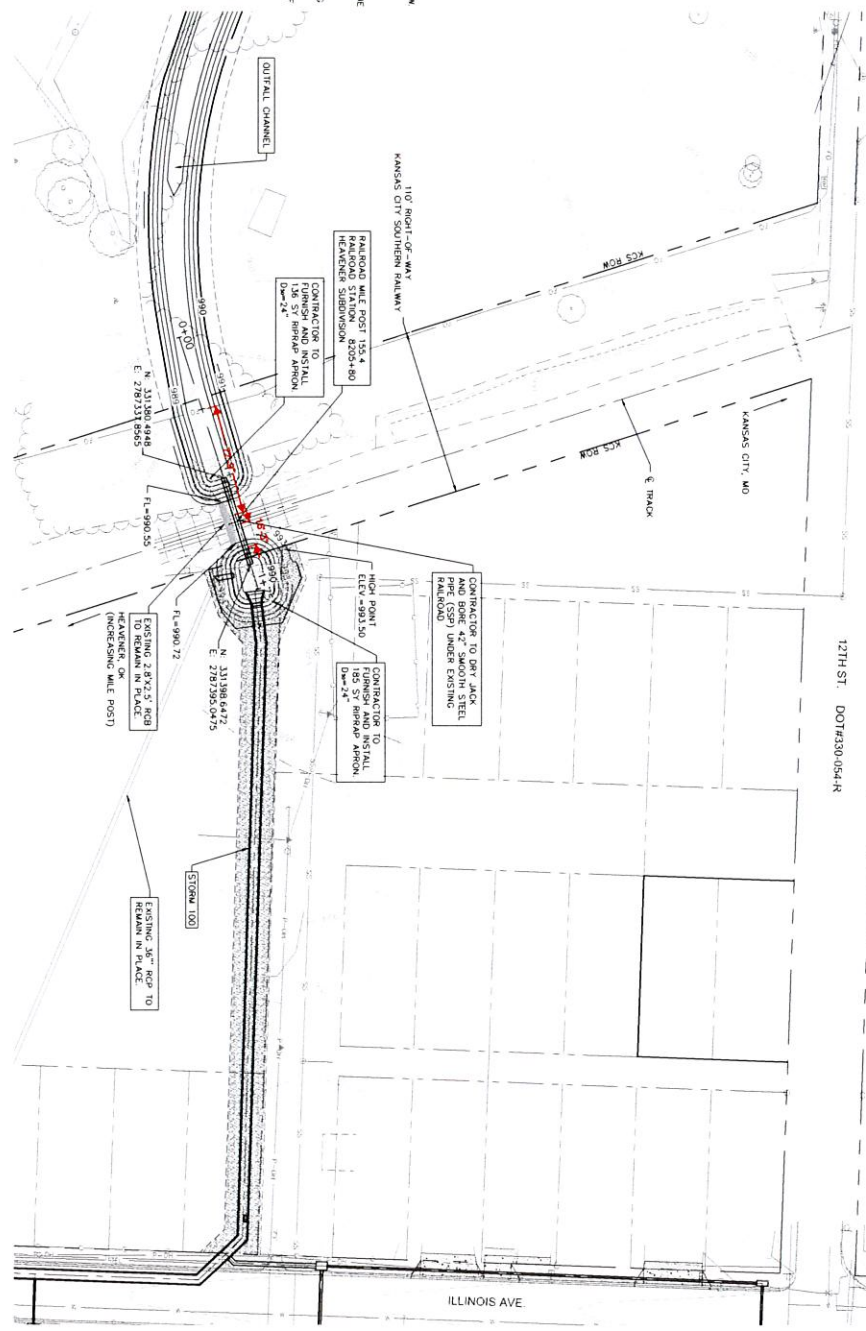 12TH ST.   DOT#330-054-R
KANSAS CITY, MO
KCS ROW
KCS ROW
℄ TRACK
110' RIGHT-OF-WAY
KANSAS CITY SOUTHERN RAILWAY
RAILROAD MILE POST 155.4
RAILROAD STATION 8205+80
HEAVENER SUBDIVISION
CONTRACTOR TO
FURNISH AND INSTALL
136 SY RIPRAP APRON.
D50=24"
OUTFALL CHANNEL
990
0+00
989
991
N: 331380.4948
E: 2787331.8565
FL=990.55
FL=990.72
CONTRACTOR TO DRY JACK
AND BORE 42" SMOOTH STEEL
PIPE (SSP) UNDER EXISTING
RAILROAD
HIGH POINT
ELEV.=993.50
CONTRACTOR TO
FURNISH AND INSTALL
185 SY RIPRAP APRON.
D50=24"
990
N: 331398.6472
E: 2787395.0475
EXISTING 2.8'X2.5' RCB
TO REMAIN IN PLACE.
HEAVENER, OK
(INCREASING MILE POST)
STORM 100
EXISTING 36" RCP TO
REMAIN IN PLACE.
ILLINOIS AVE.